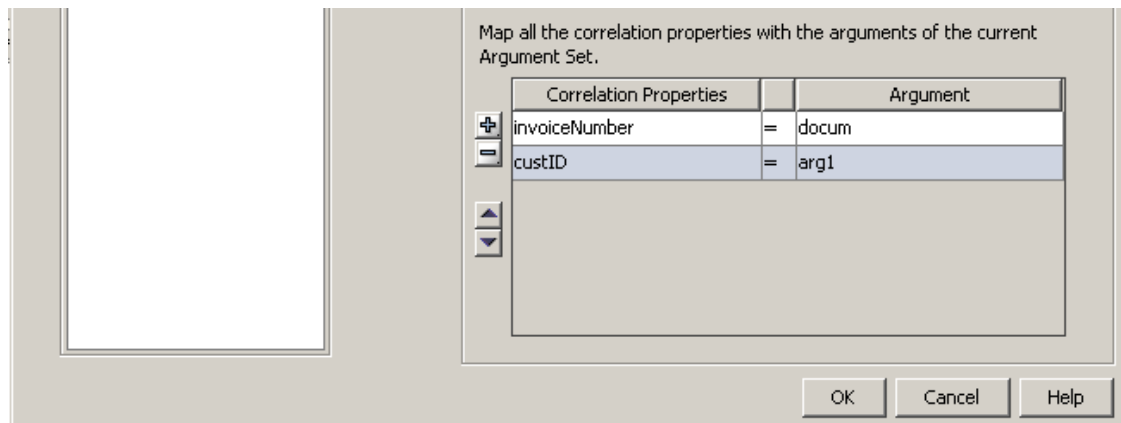 Map all the correlation properties with the arguments of the current
Argument Set.
Correlation Properties Argument
invoiceNumber = docum
custID = arg1
OK Cancel Help